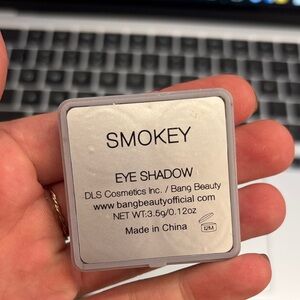 SMOKEY
EYE SHADOW
DLS Cosmetics Inc. / Bang Beauty
www.bangbeautyofficial.com
NET WT:3.5g/0.12oz
Made in China
12M